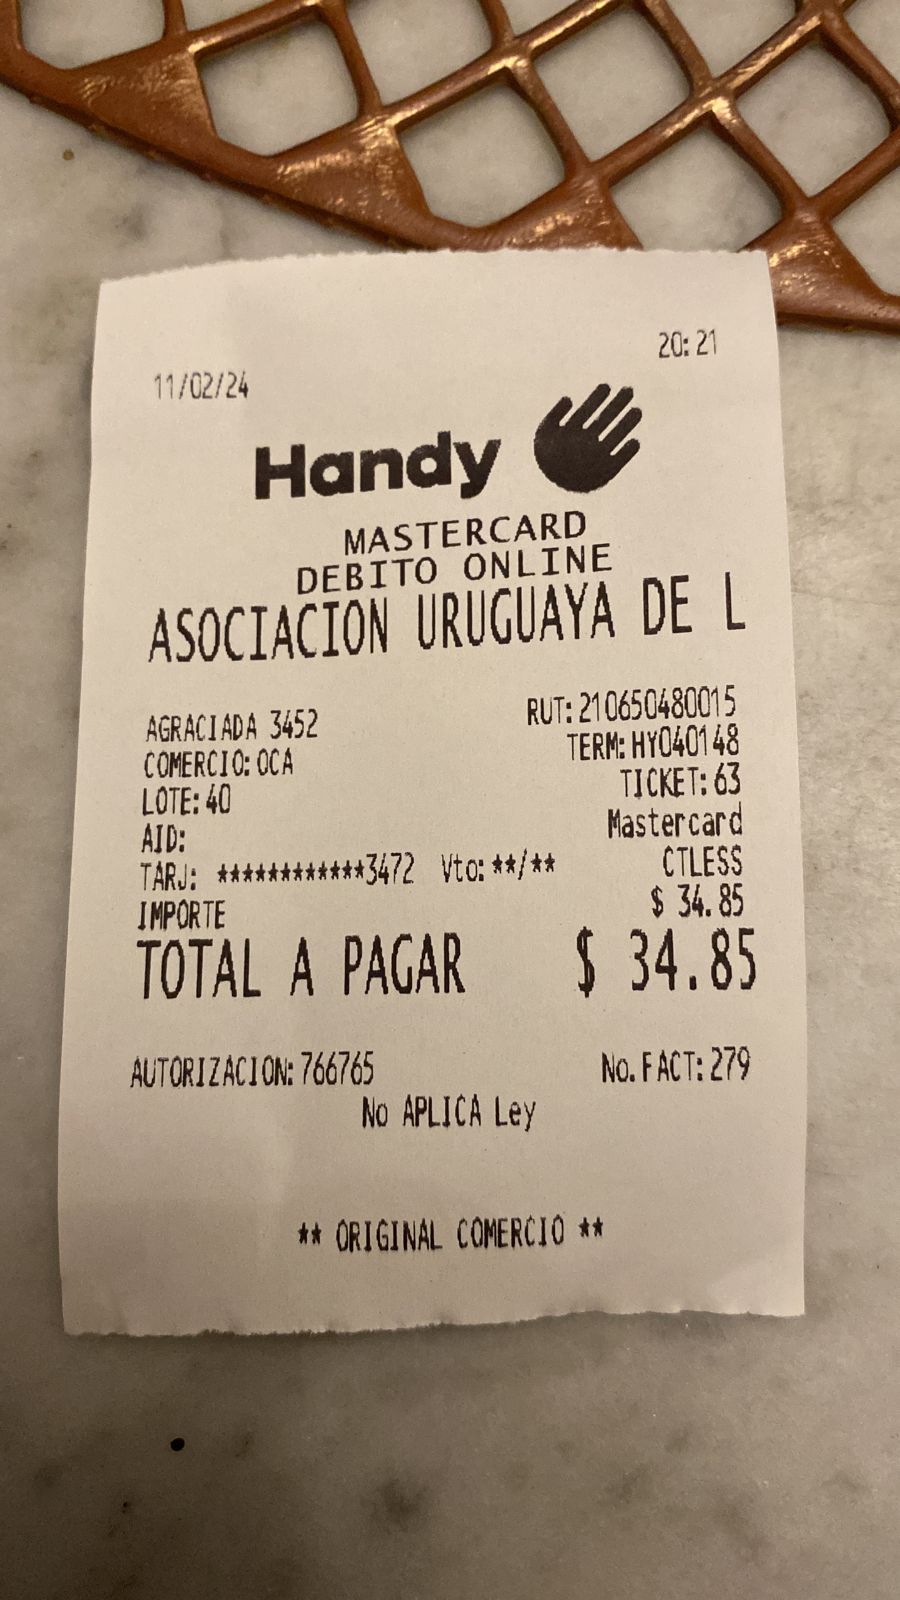 20:21
11/02/24
Handy
MASTERCARD
DEBITO ONLINE
ASOCIACION URUGUAYA DE L
AGRACIADA 3452 RUT: 210650480015
COMERCIO: OCA TERM: HY040148
LOTE: 40 TICKET: 63
AID: Mastercard
TARJ: ************3472 Vto: **/** CTLESS
IMPORTE $ 34.85
TOTAL A PAGAR $ 34.85
AUTORIZACION: 766765 No. FACT: 279
No APLICA Ley
** ORIGINAL COMERCIO **